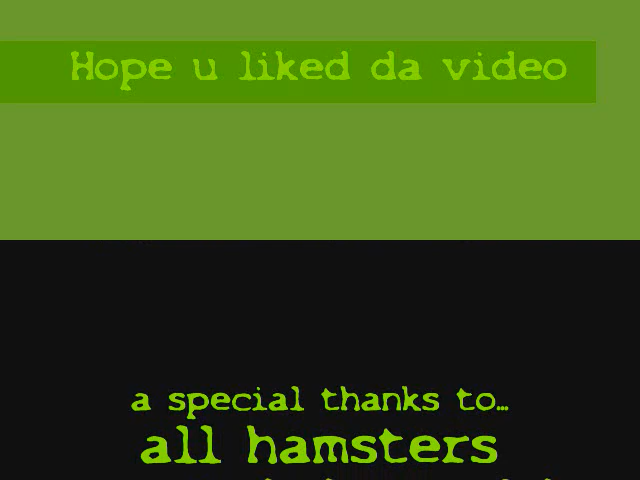 Hope u liked da video
a special thanks to...
all hamsters